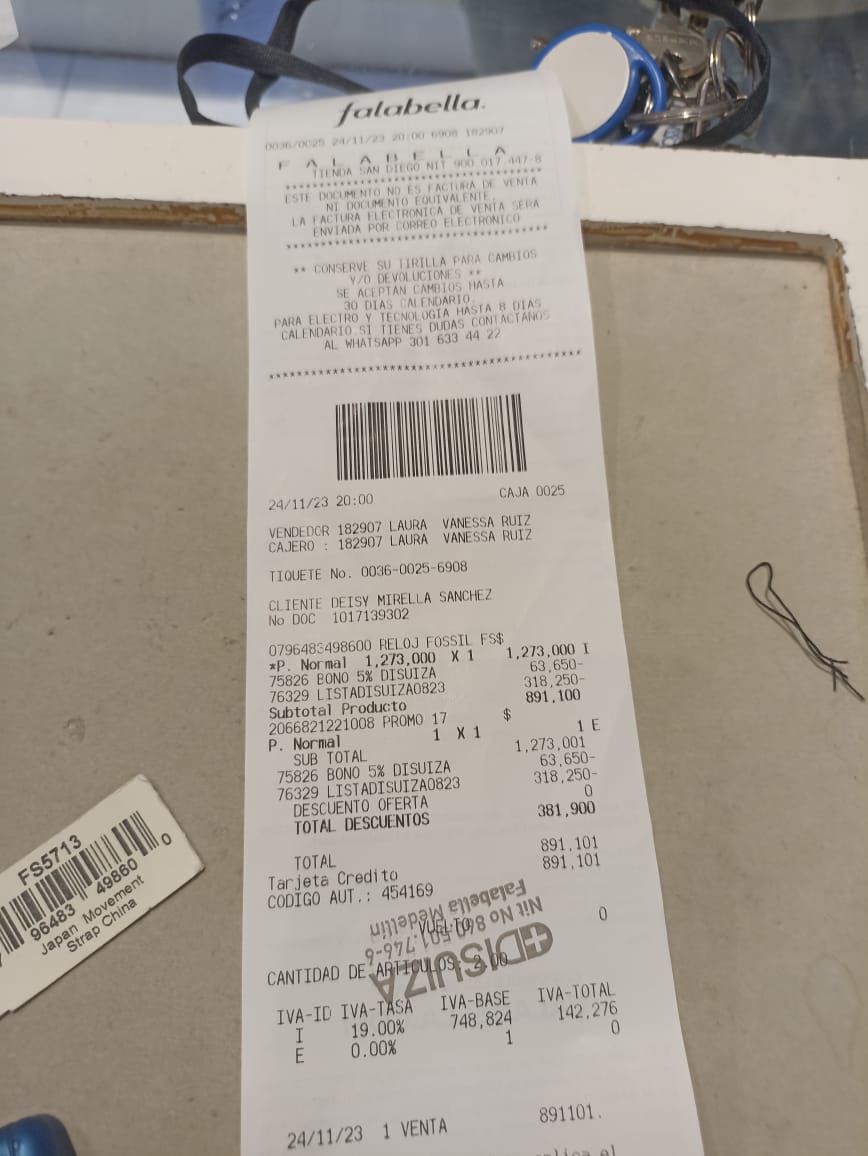 falabella.
0036/0025 24/11/23 20:00 6908 182907
F A L A B E L L A
TIENDA SAN DIEGO NIT 900.017.447-8
****************************************
ESTE DOCUMENTO NO ES FACTURA DE VENTA
NI DOCUMENTO EQUIVALENTE,
LA FACTURA ELECTRONICA DE VENTA SERA
ENVIADA POR CORREO ELECTRONICO
****************************************
** CONSERVE SU TIRILLA PARA CAMBIOS
Y/O DEVOLUCIONES **
SE ACEPTAN CAMBIOS HASTA
30 DIAS CALENDARIO.
PARA ELECTRO Y TECNOLOGIA HASTA 8 DIAS
CALENDARIO.SI TIENES DUDAS CONTACTANOS
AL WHATSAPP 301 633 44 22
****************************************
24/11/23 20:00 CAJA 0025
VENDEDOR 182907 LAURA VANESSA RUIZ
CAJERO : 182907 LAURA VANESSA RUIZ
TIQUETE No. 0036-0025-6908
CLIENTE DEISY MIRELLA SANCHEZ
No DOC 1017139302
0796483498600 RELOJ FOSSIL FS$
*P. Normal 1,273,000 X 1 1,273,000 I
75826 BONO 5% DISUIZA 63,650-
76329 LISTADISUIZA0823 318,250-
Subtotal Producto 891,100
2066821221008 PROMO 17 $
P. Normal 1 X 1 1 E
SUB TOTAL 1,273,001
75826 BONO 5% DISUIZA 63,650-
76329 LISTADISUIZA0823 318,250-
DESCUENTO OFERTA 0
TOTAL DESCUENTOS 381,900
TOTAL 891,101
Tarjeta Credito 891,101
CODIGO AUT.: 454169
VUELTO 0
CANTIDAD DE ARTICULOS: 2.00
DISUIZA
Falabella Medellín
IVA-ID IVA-TASA IVA-BASE IVA-TOTAL
I 19.00% 748,824 142,276
E 0.00% 1 0
24/11/23 1 VENTA 891101.
FS5713
96483 49860 0
Japan Movement
Strap China